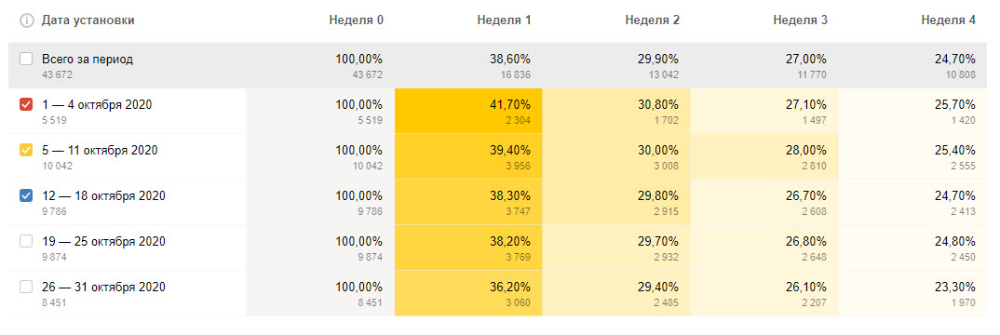 Дата установки Неделя 0 Неделя 1 Неделя 2 Неделя 3 Неделя 4
Всего за период 100,00% 38,60% 29,90% 27,00% 24,70%
43 672 43 672 16 836 13 042 11 770 10 808
1 — 4 октября 2020 100,00% 41,70% 30,80% 27,10% 25,70%
5 519 5 519 2 304 1 702 1 497 1 420
5 — 11 октября 2020 100,00% 39,40% 30,00% 28,00% 25,40%
10 042 10 042 3 956 3 008 2 810 2 555
12 — 18 октября 2020 100,00% 38,30% 29,80% 26,70% 24,70%
9 786 9 786 3 747 2 915 2 608 2 413
19 — 25 октября 2020 100,00% 38,20% 29,70% 26,80% 24,80%
9 874 9 874 3 769 2 932 2 648 2 450
26 — 31 октября 2020 100,00% 36,20% 29,40% 26,10% 23,30%
8 451 8 451 3 060 2 485 2 207 1 970